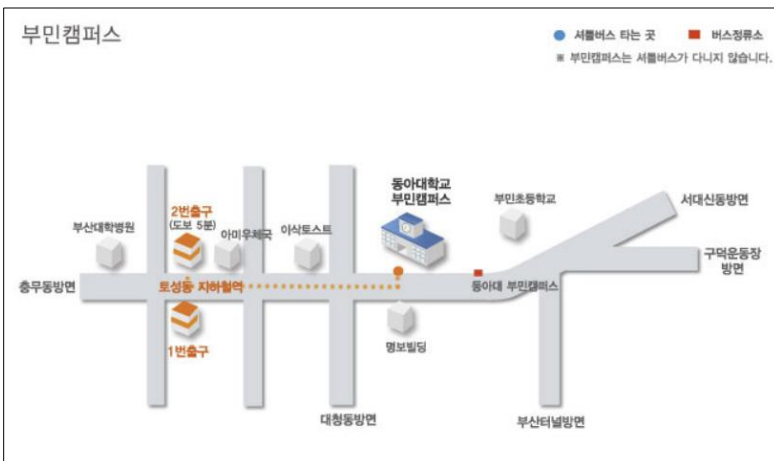 부민캠퍼스
셔틀버스 타는 곳
버스정류소
※ 부민캠퍼스는 셔틀버스가 다니지 않습니다.
동아대학교
부민캠퍼스
부민초등학교
서대신동방면
2번출구
(도보 5분)
부산대학병원
아미우체국
이삭토스트
구덕운동장
방면
충무동방면
토성동 지하철역
동아대 부민캠퍼스
1번출구
명보빌딩
대청동방면
부산터널방면